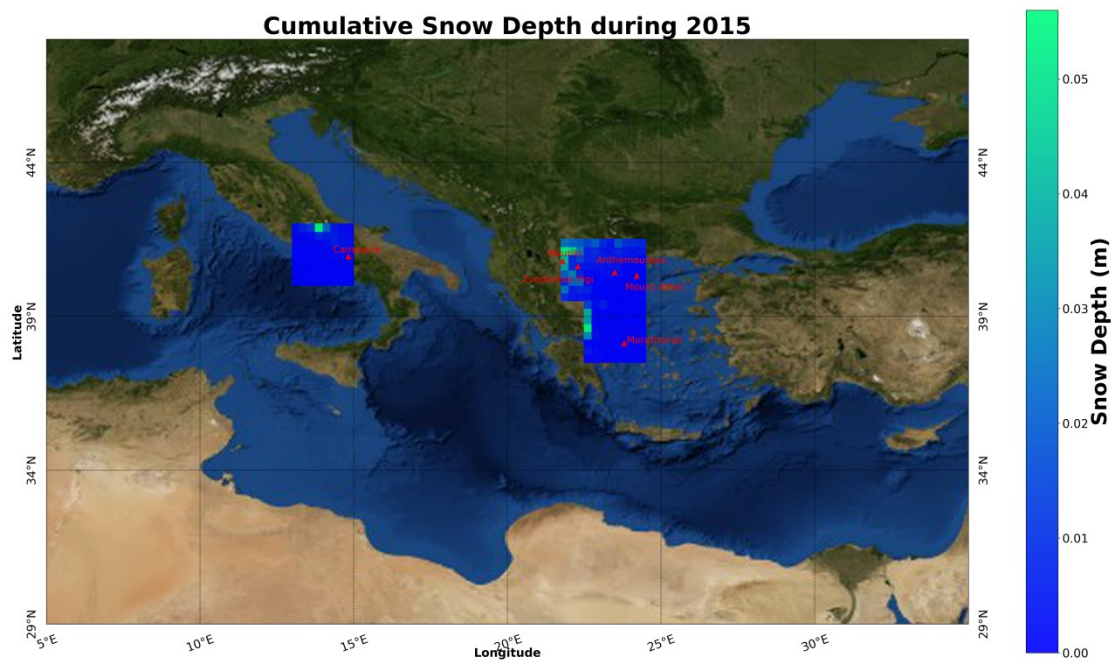 Cumulative Snow Depth during 2015
0.05
44°N
44°N
0.04
Anthemountas
Campania
Mount Athos
39°N
39°N
0.03
Marathonas
Latitude
Snow Depth (m)
0.02
34°N
34°N
0.01
29°N
29°N
0.00
5°E
10°E
15°E
20°E
25°E
30°E
Longitude